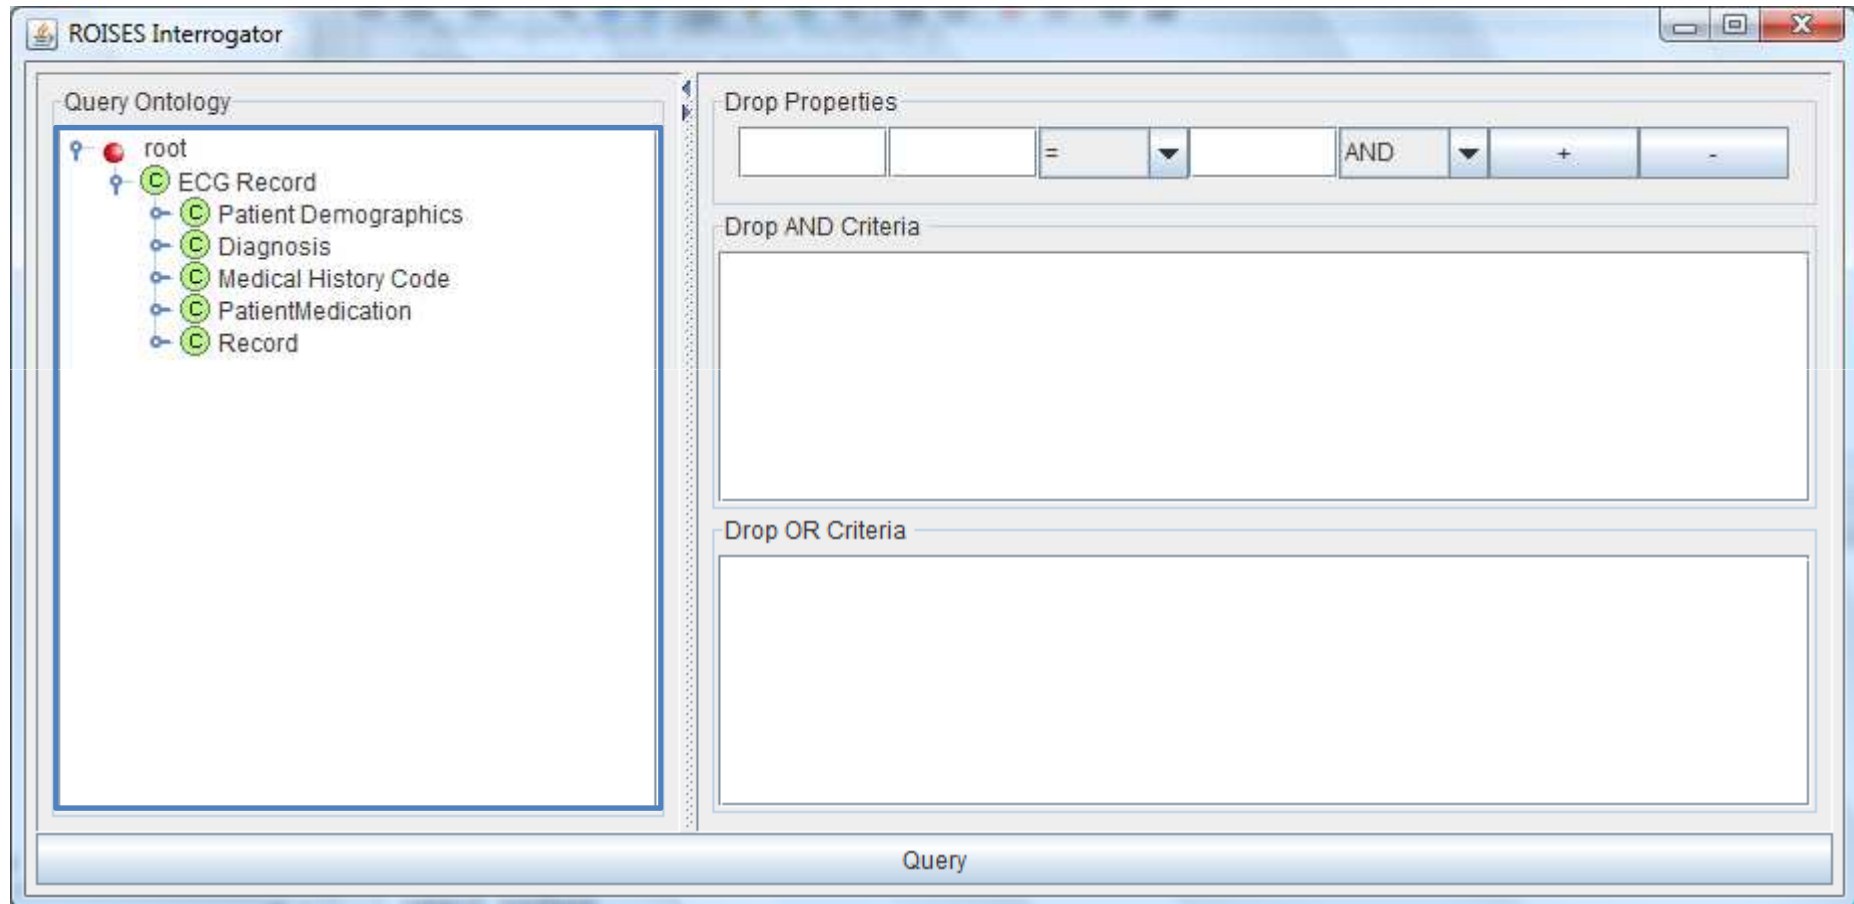 ROISES Interrogator
Query Ontology
root
C ECG Record
C Patient Demographics
C Diagnosis
C Medical History Code
C PatientMedication
C Record
Drop Properties
= AND + -
Drop AND Criteria
Drop OR Criteria
Query